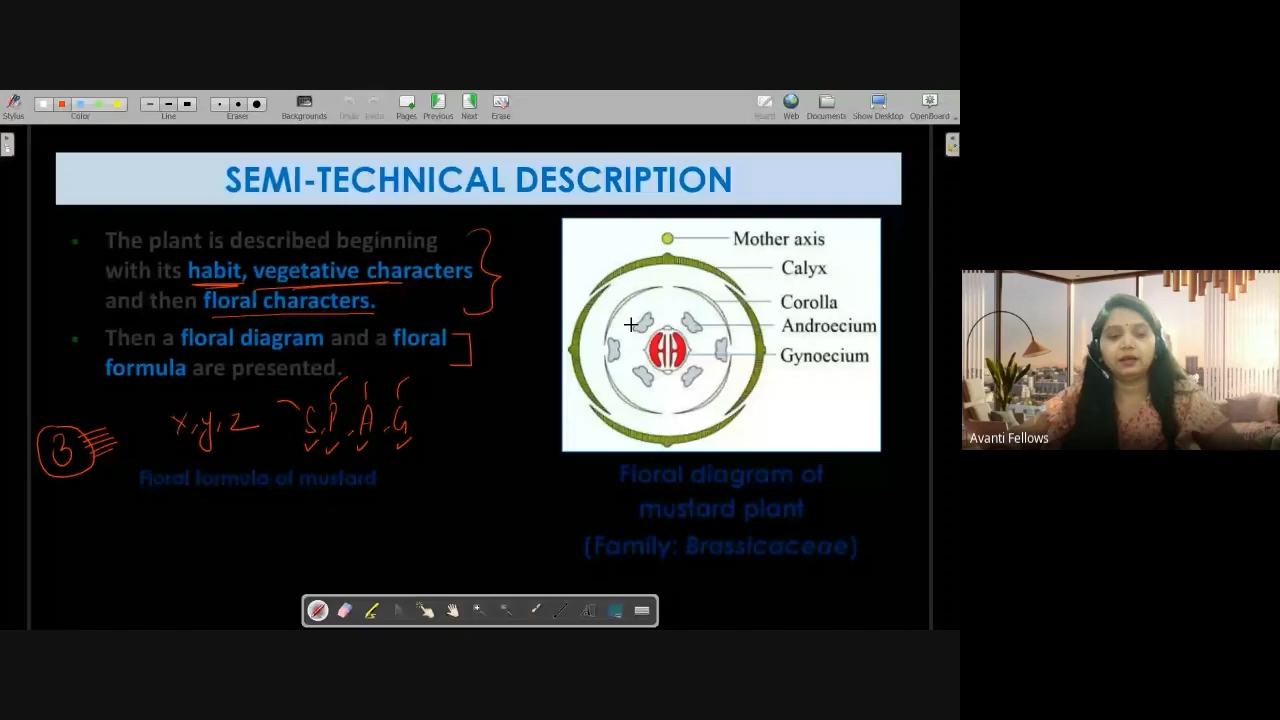 Stylus
Color
Line
Eraser
Backgrounds
Undo
Redo
Pages
Previous
Next
Erase
Board
Web
Documents
Show Desktop
OpenBoard
SEMI-TECHNICAL DESCRIPTION
▪ The plant is described beginning
with its habit, vegetative characters
and then floral characters.
▪ Then a floral diagram and a floral
formula are presented.
x, y, z
S, P, A, G
B
Floral formula of mustard
Mother axis
Calyx
Corolla
Androecium
Gynoecium
Floral diagram of
mustard plant
(Family: Brassicaceae)
Avanti Fellows